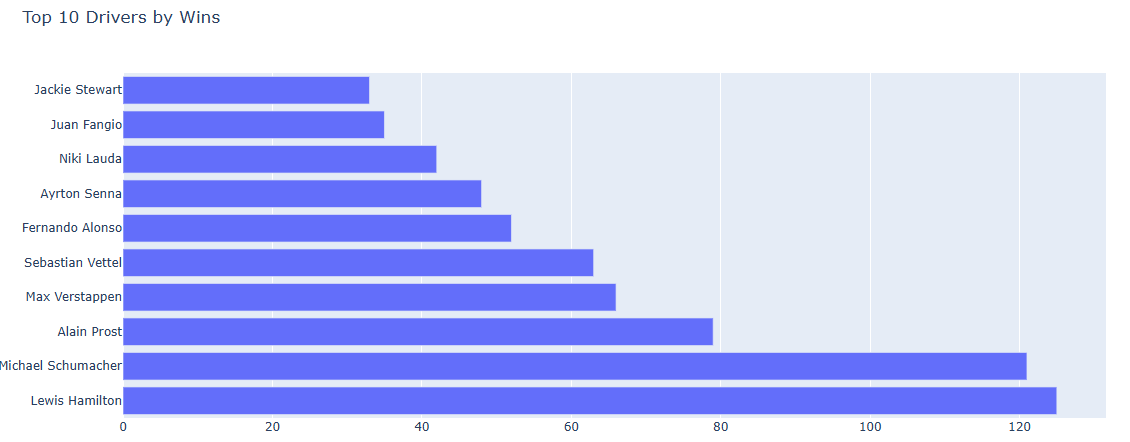 Top 10 Drivers by Wins
Jackie Stewart
Juan Fangio
Niki Lauda
Ayrton Senna
Fernando Alonso
Sebastian Vettel
Max Verstappen
Alain Prost
Michael Schumacher
Lewis Hamilton
0 20 40 60 80 100 120